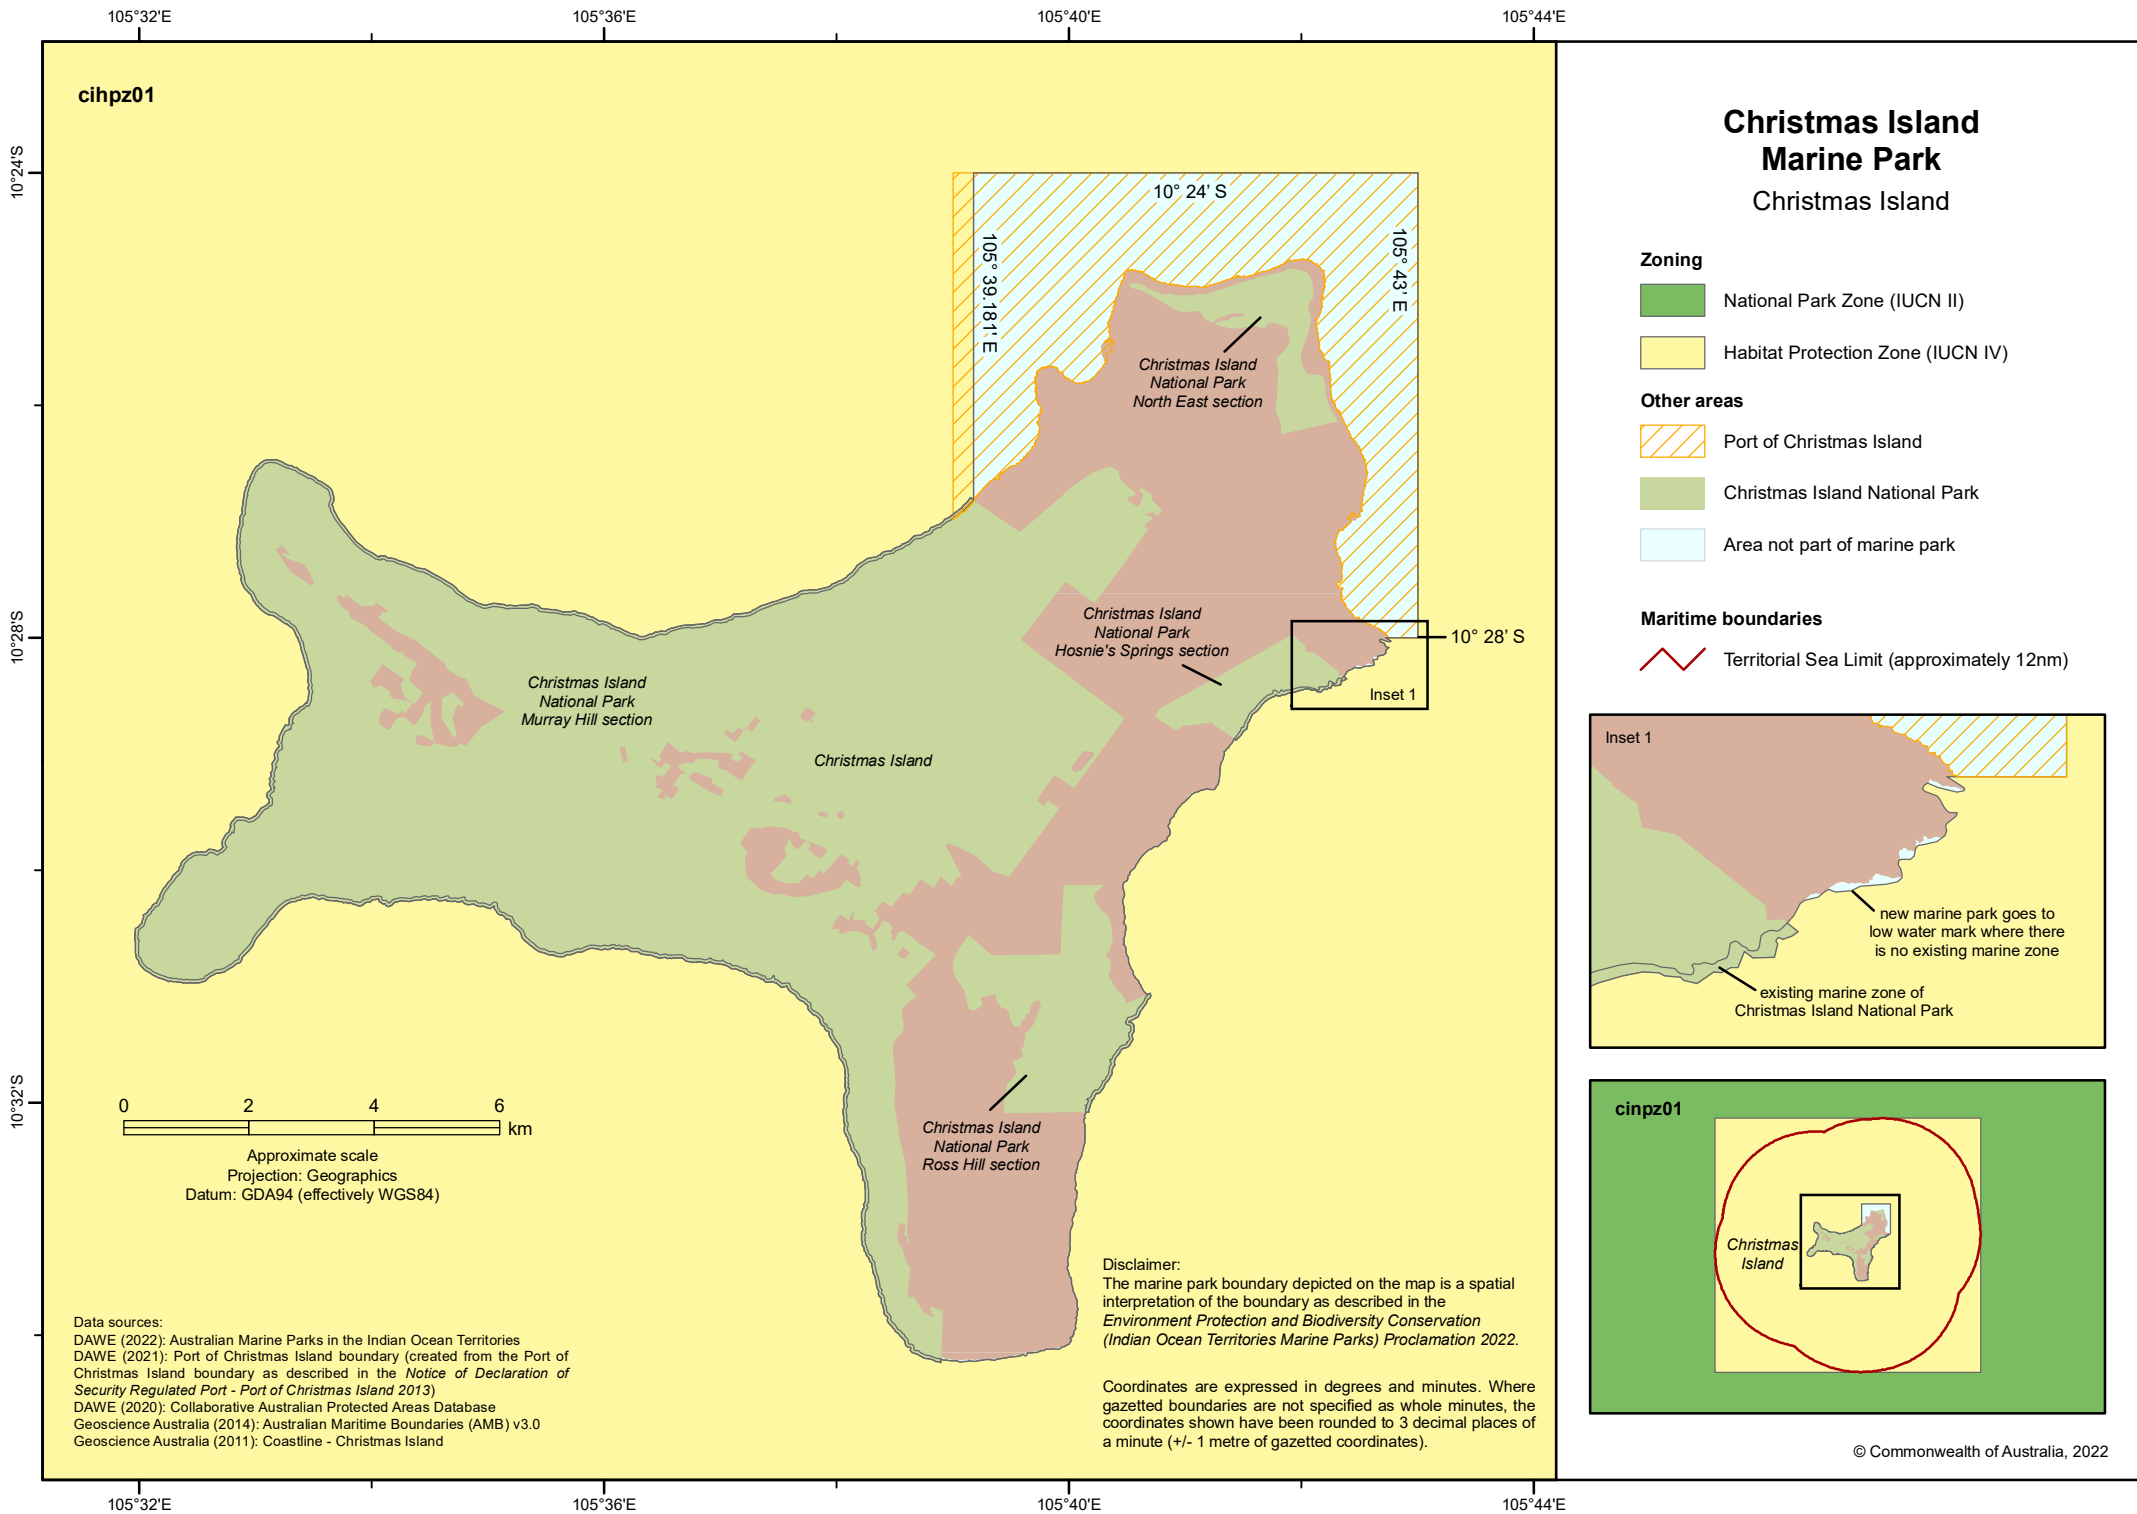 105°32'E
105°36'E
105°40'E
105°44'E
cihpz01
10°24'S
10°28'S
10°32'S
10° 24' S
105° 39.181' E
105° 43' E
Christmas Island
National Park
North East section
Christmas Island
National Park
Hosnie's Springs section
10° 28' S
Inset 1
Christmas Island
National Park
Murray Hill section
Christmas Island
Christmas Island
National Park
Ross Hill section
0
2
4
6
km
Approximate scale
Projection: Geographics
Datum: GDA94 (effectively WGS84)
Data sources:
DAWE (2022): Australian Marine Parks in the Indian Ocean Territories
DAWE (2021): Port of Christmas Island boundary (created from the Port of
Christmas Island boundary as described in the Notice of Declaration of
Security Regulated Port - Port of Christmas Island 2013)
DAWE (2020): Collaborative Australian Protected Areas Database
Geoscience Australia (2014): Australian Maritime Boundaries (AMB) v3.0
Geoscience Australia (2011): Coastline - Christmas Island
Disclaimer:
The marine park boundary depicted on the map is a spatial
interpretation of the boundary as described in the
Environment Protection and Biodiversity Conservation
(Indian Ocean Territories Marine Parks) Proclamation 2022.
Coordinates are expressed in degrees and minutes. Where
gazetted boundaries are not specified as whole minutes, the
coordinates shown have been rounded to 3 decimal places of
a minute (+/- 1 metre of gazetted coordinates).
105°32'E
105°36'E
105°40'E
105°44'E
Christmas Island
Marine Park
Christmas Island
Zoning
National Park Zone (IUCN II)
Habitat Protection Zone (IUCN IV)
Other areas
Port of Christmas Island
Christmas Island National Park
Area not part of marine park
Maritime boundaries
Territorial Sea Limit (approximately 12nm)
Inset 1
new marine park goes to
low water mark where there
is no existing marine zone
existing marine zone of
Christmas Island National Park
cinpz01
Christmas
Island
© Commonwealth of Australia, 2022